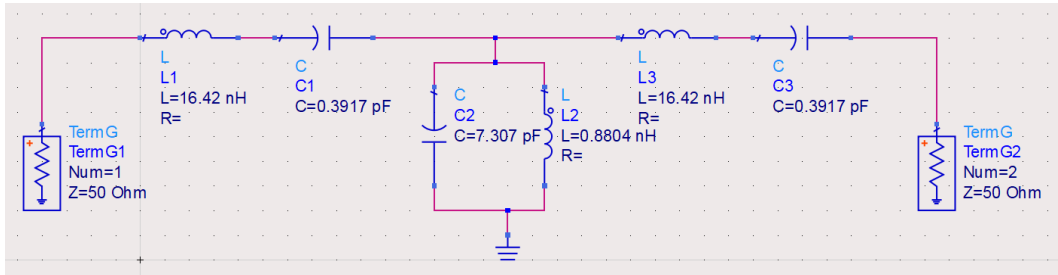 L
L1
L=16.42 nH
R=
C
C1
C=0.3917 pF
C
C2
C=7.307 pF
L
L2
L=0.8804 nH
R=
L
L3
L=16.42 nH
R=
C
C3
C=0.3917 pF
TermG
TermG1
Num=1
Z=50 Ohm
TermG
TermG2
Num=2
Z=50 Ohm